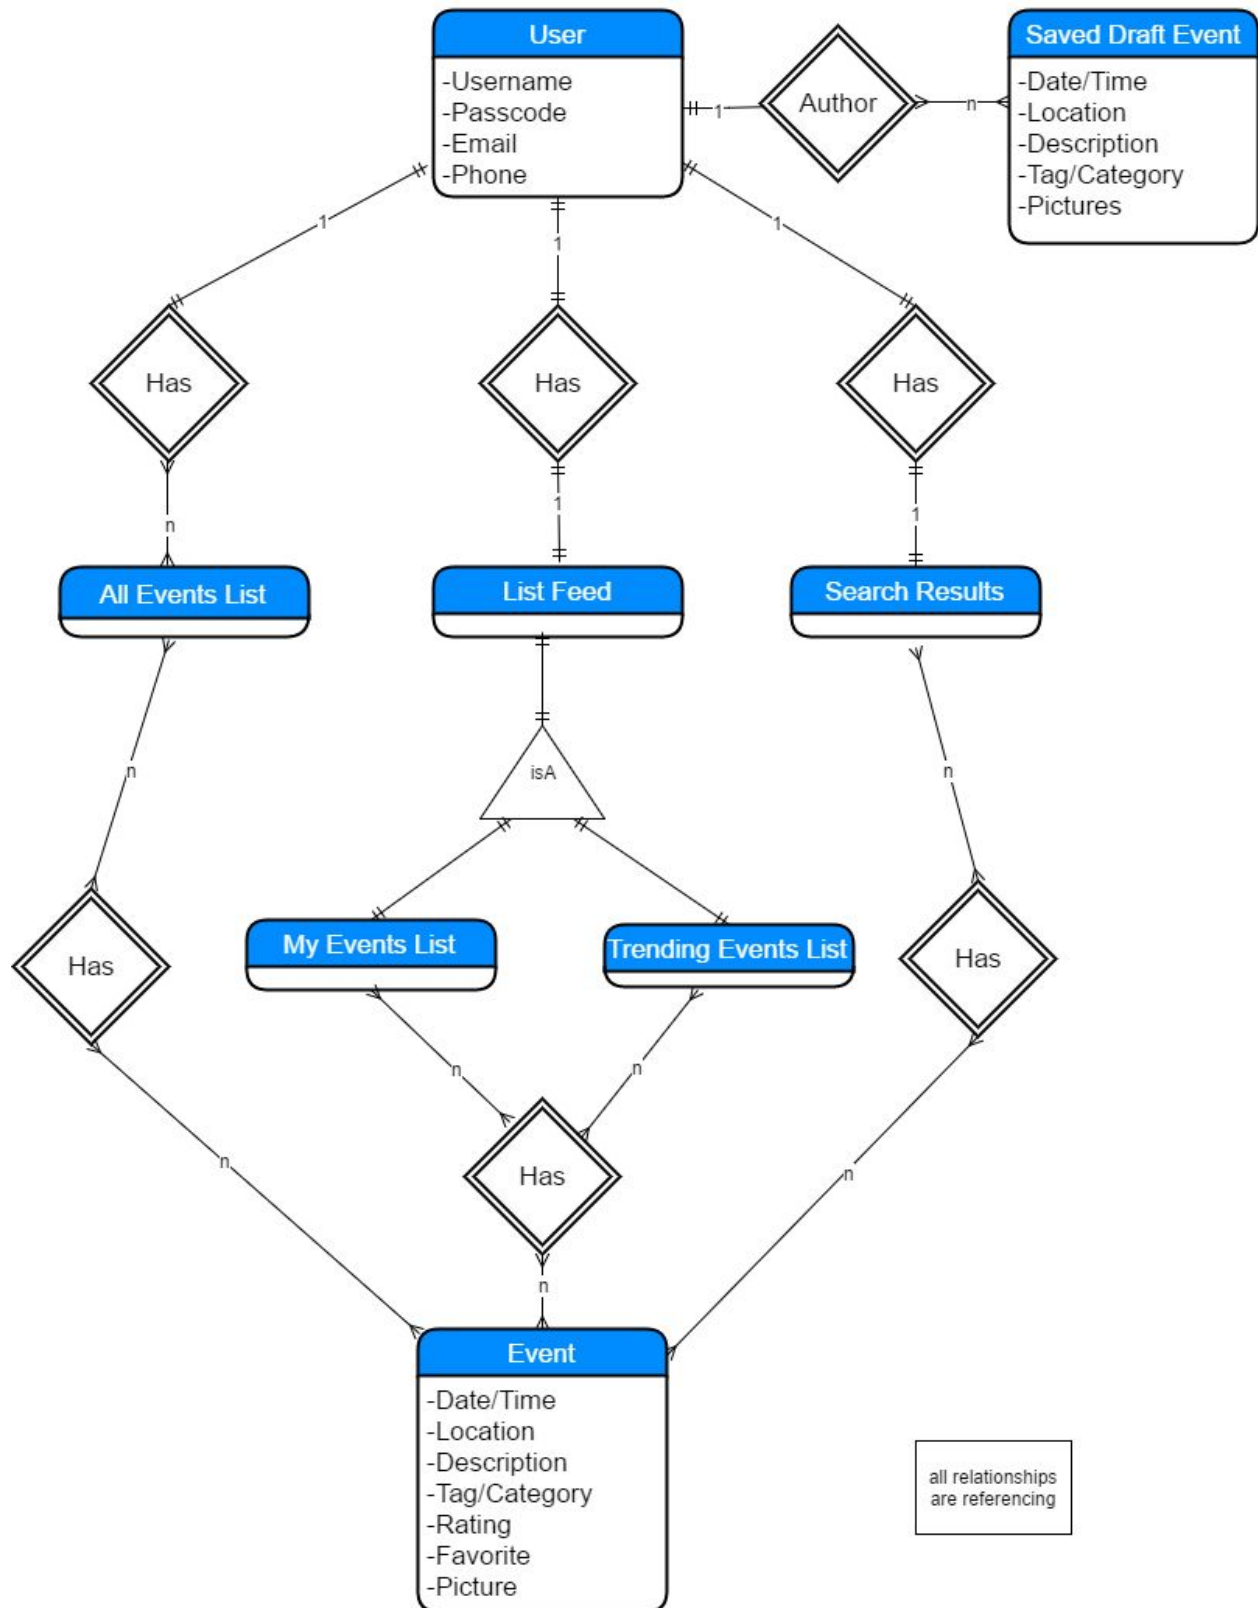 User
-Username
-Passcode
-Email
-Phone
1
Author
n
Saved Draft Event
-Date/Time
-Location
-Description
-Tag/Category
-Pictures
1
1
1
Has
Has
Has
n
1
1
All Events List
List Feed
Search Results
n
isA
n
My Events List
Trending Events List
Has
Has
n
n
n
Has
n
n
Event
-Date/Time
-Location
-Description
-Tag/Category
-Rating
-Favorite
-Picture
all relationships
are referencing